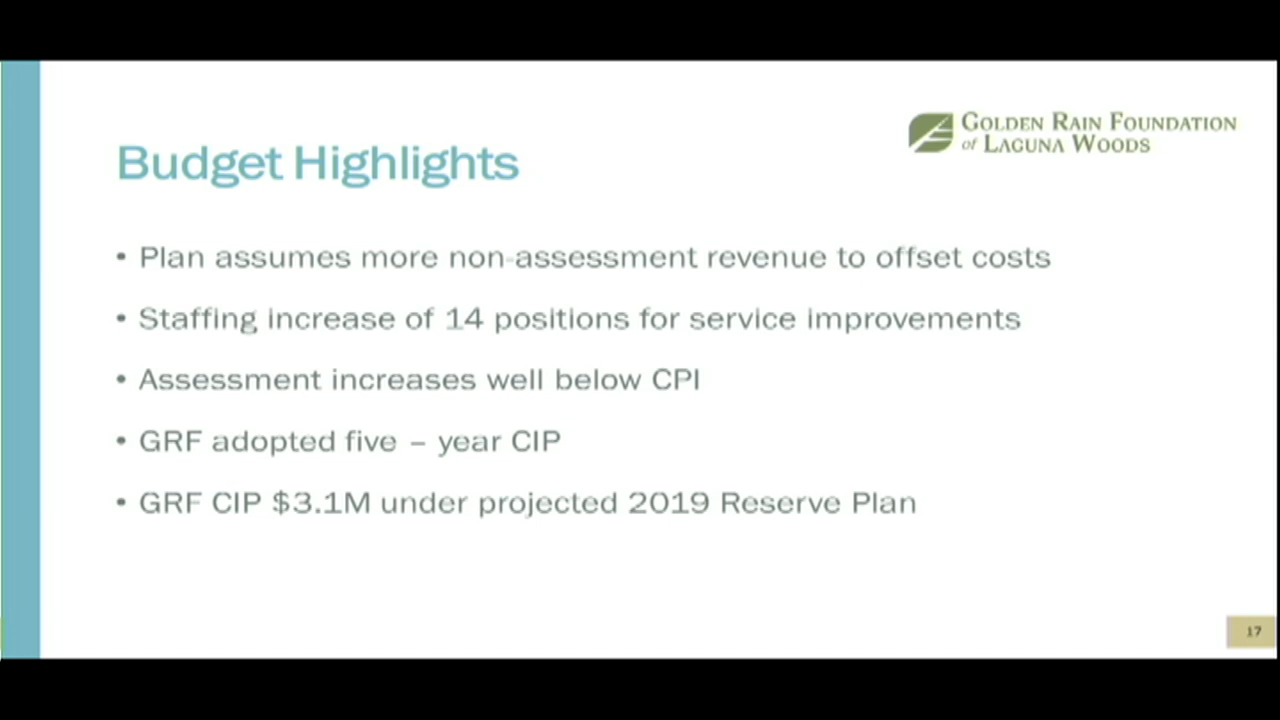 GOLDEN RAIN FOUNDATION
of LAGUNA WOODS
Budget Highlights
• Plan assumes more non-assessment revenue to offset costs
• Staffing increase of 14 positions for service improvements
• Assessment increases well below CPI
• GRF adopted five – year CIP
• GRF CIP $3.1M under projected 2019 Reserve Plan
17